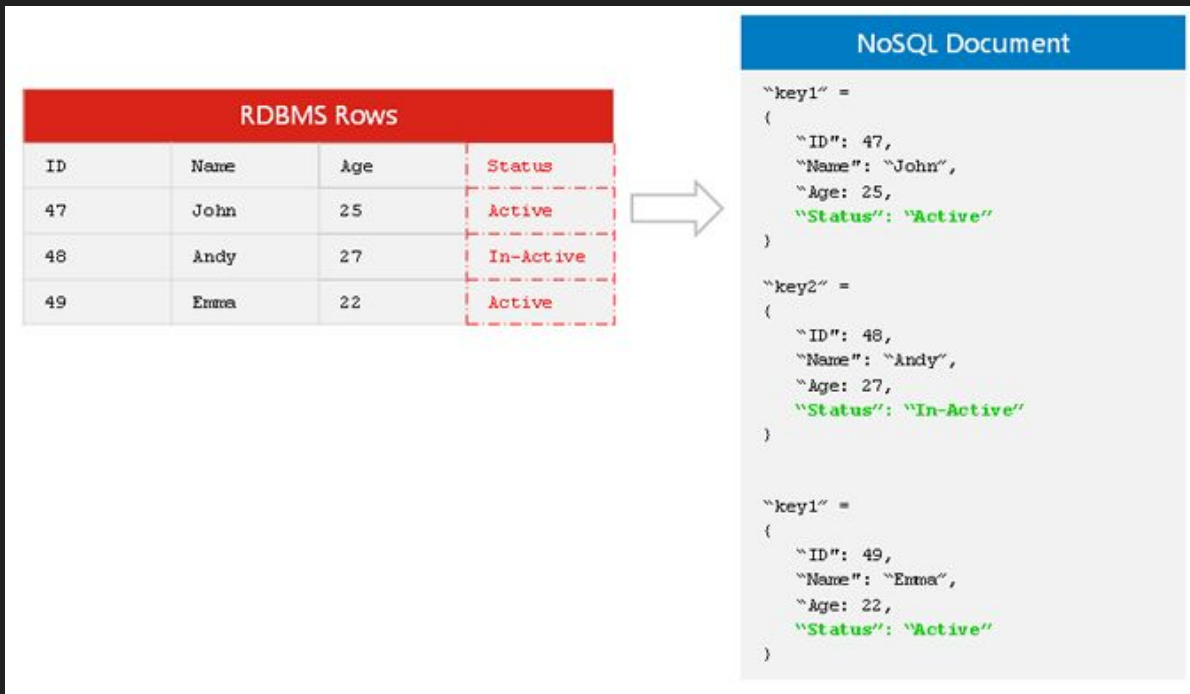 RDBMS Rows
ID Name Age Status
47 John 25 Active
48 Andy 27 In-Active
49 Emma 22 Active
NoSQL Document
“key1” =
{
“ID”: 47,
“Name”: “John”,
“Age: 25,
“Status”: “Active”
}
“key2” =
{
“ID”: 48,
“Name”: “Andy”,
“Age: 27,
“Status”: “In-Active”
}
“key1” =
{
“ID”: 49,
“Name”: “Emma”,
“Age: 22,
“Status”: “Active”
}